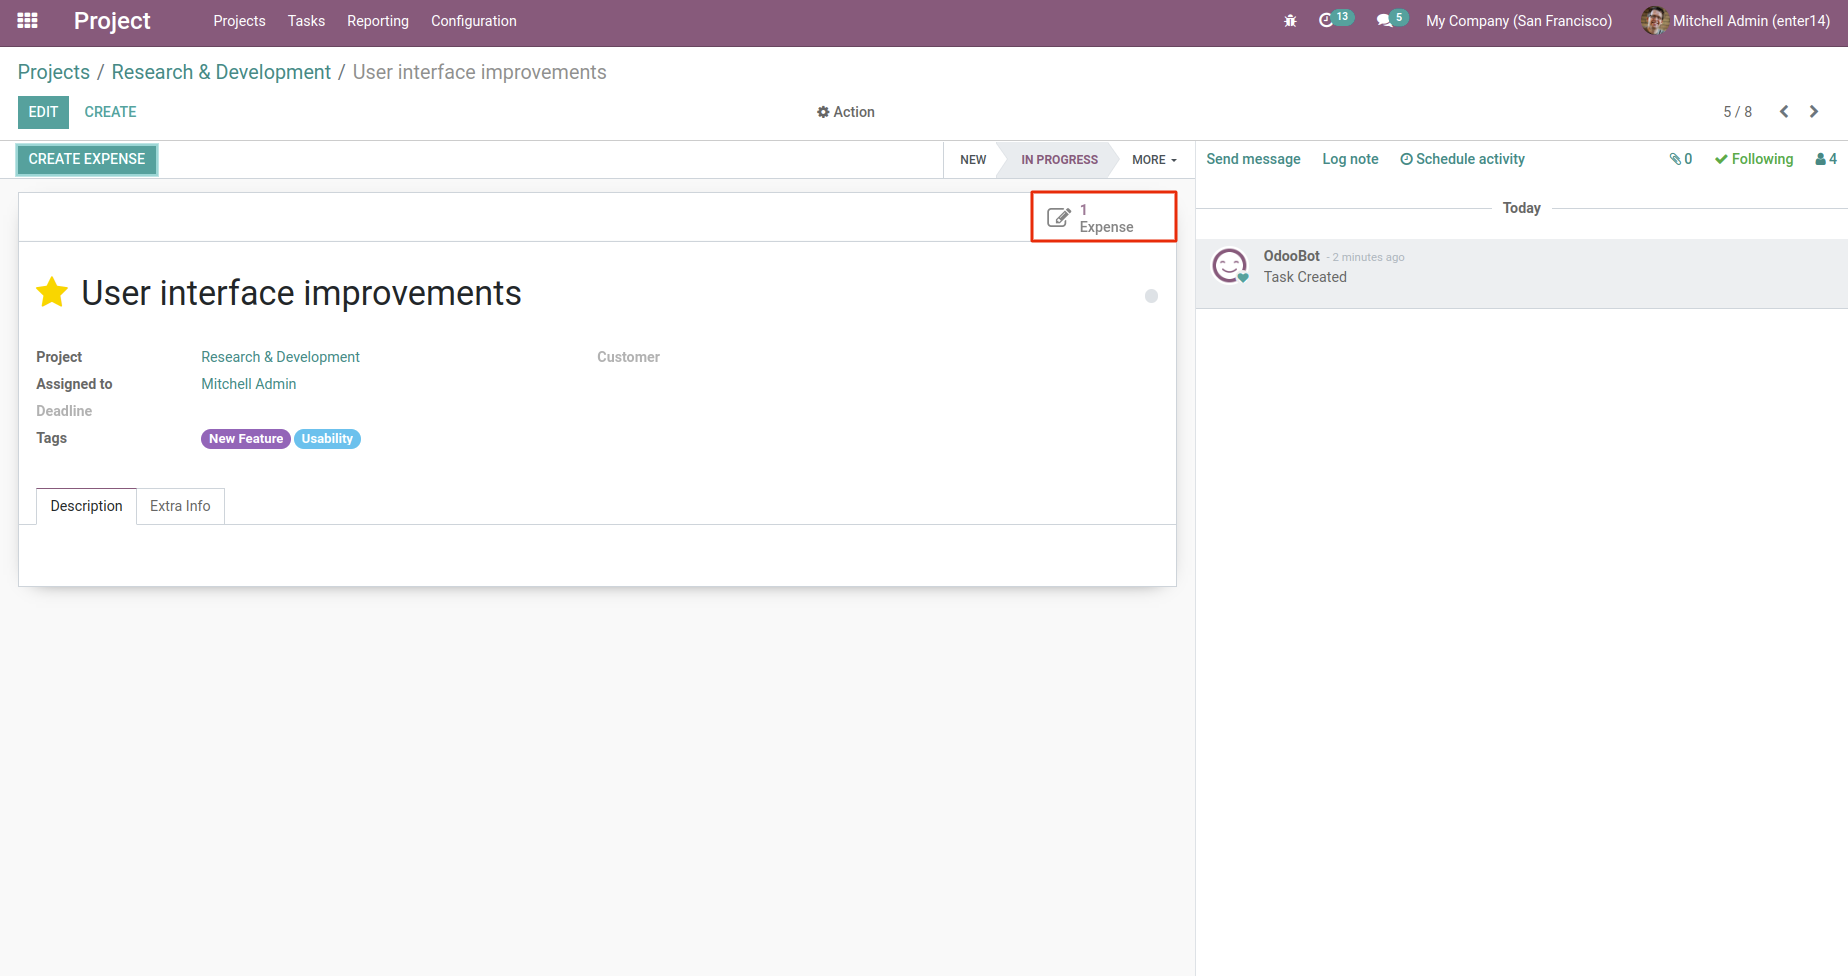 Project Projects Tasks Reporting Configuration 13 5 My Company (San Francisco) Mitchell Admin (enter14)
Projects / Research & Development / User interface improvements
EDIT CREATE Action 5 / 8
CREATE EXPENSE NEW IN PROGRESS MORE Send message Log note Schedule activity 0 Following 4
1
Expense
Today
OdooBot - 2 minutes ago
Task Created
User interface improvements
Project Research & Development Customer
Assigned to Mitchell Admin
Deadline
Tags New Feature Usability
Description Extra Info